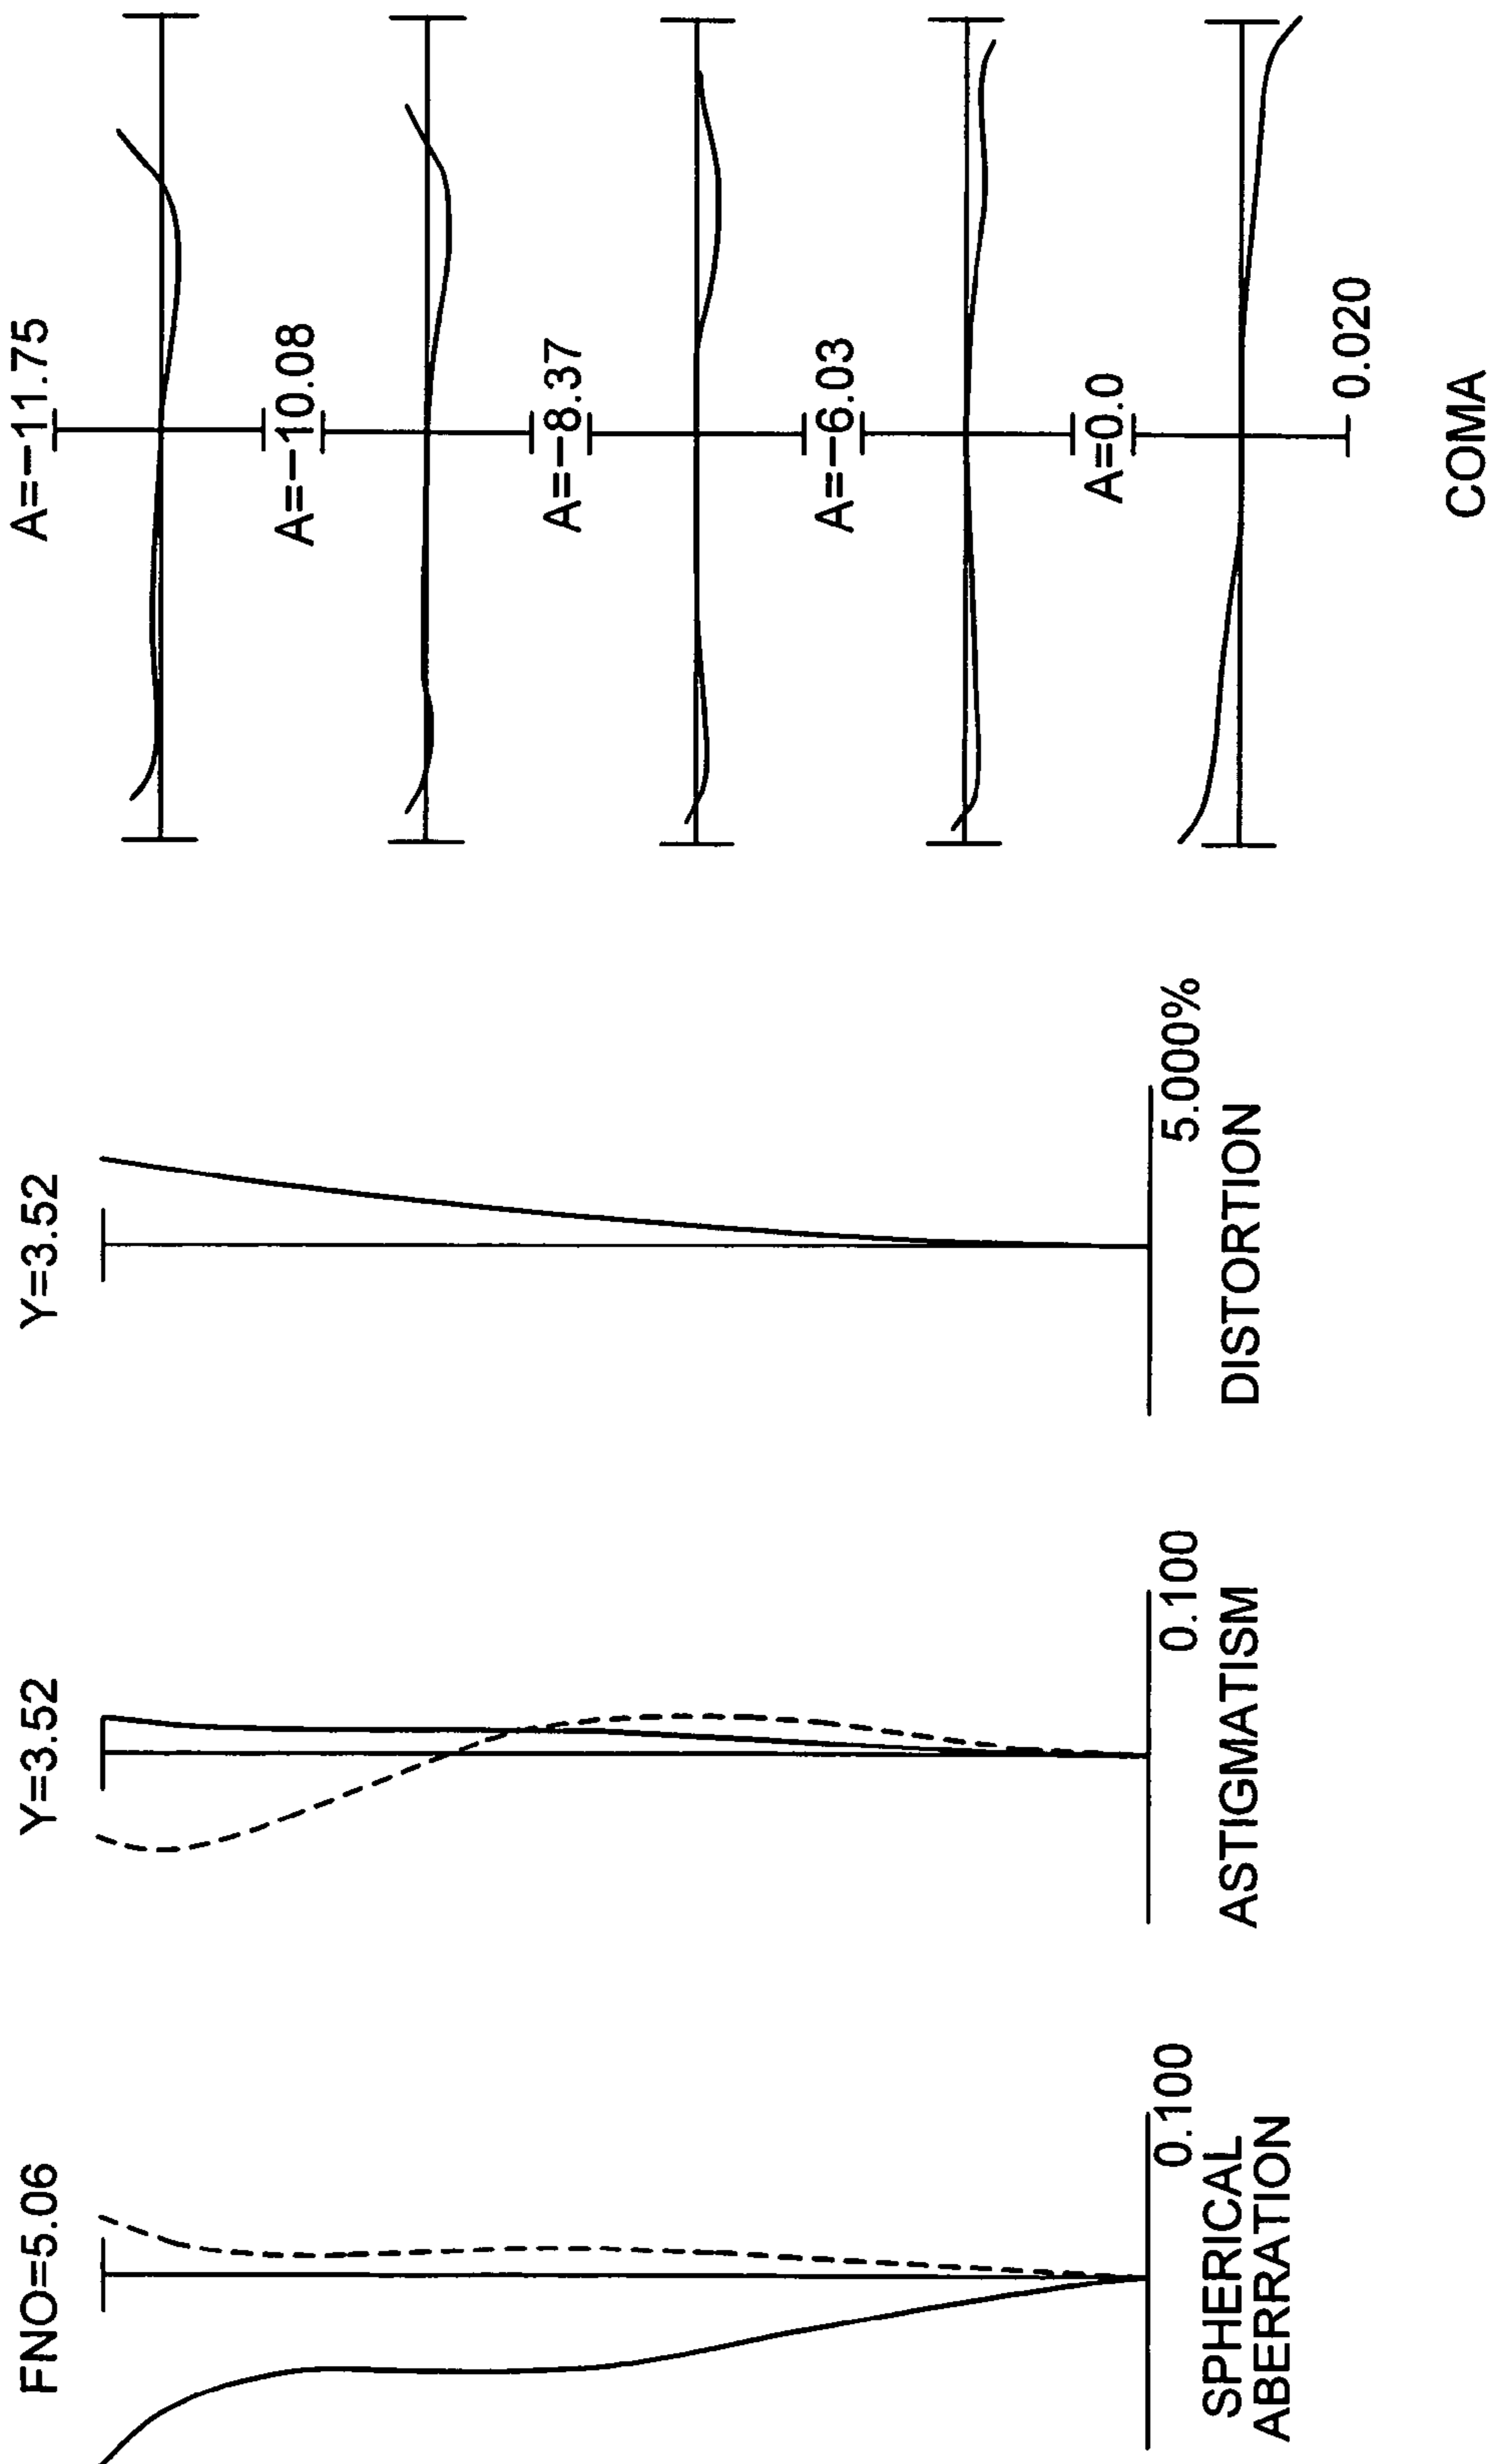 FNO=5.06
0.100
SPHERICAL
ABERRATION
Y=3.52
0.100
ASTIGMATISM
Y=3.52
5.000%
DISTORTION
A=-11.75
A=-10.08
A=-8.37
A=-6.03
A=0.0
0.020
COMA